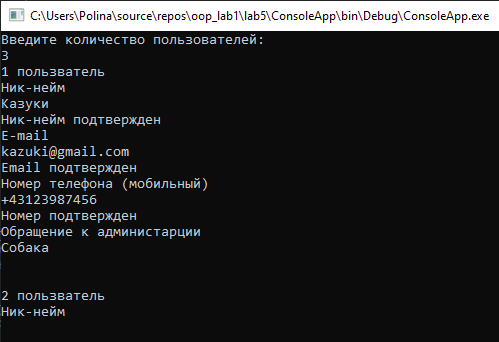 C:\Users\Polina\source\repos\oop_lab1\lab5\ConsoleApp\bin\Debug\ConsoleApp.exe
Введите количество пользователей:
3
1 пользватель
Ник-нейм
Казуки
Ник-нейм подтвержден
E-mail
kazuki@gmail.com
Email подтвержден
Номер телефона (мобильный)
+43123987456
Номер подтвержден
Обращение к администарции
Собака
2 пользватель
Ник-нейм